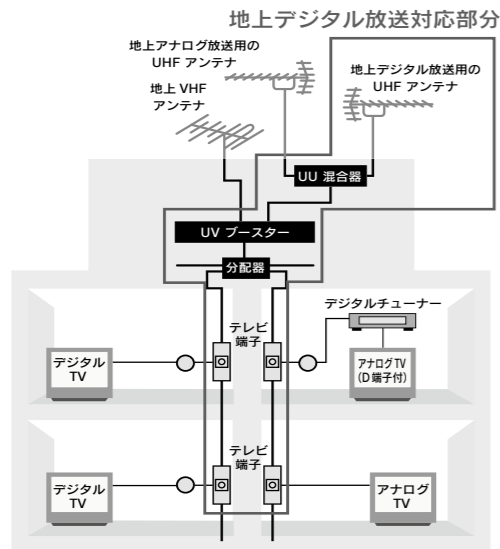 地上デジタル放送対応部分
地上アナログ放送用の
UHF アンテナ
地上 VHF
アンテナ
地上デジタル放送用の
UHF アンテナ
UU 混合器
UV ブースター
分配器
デジタルチューナー
テレビ
端子
デジタル
TV
アナログTV
(D 端子付)
テレビ
端子
デジタル
TV
アナログ
TV